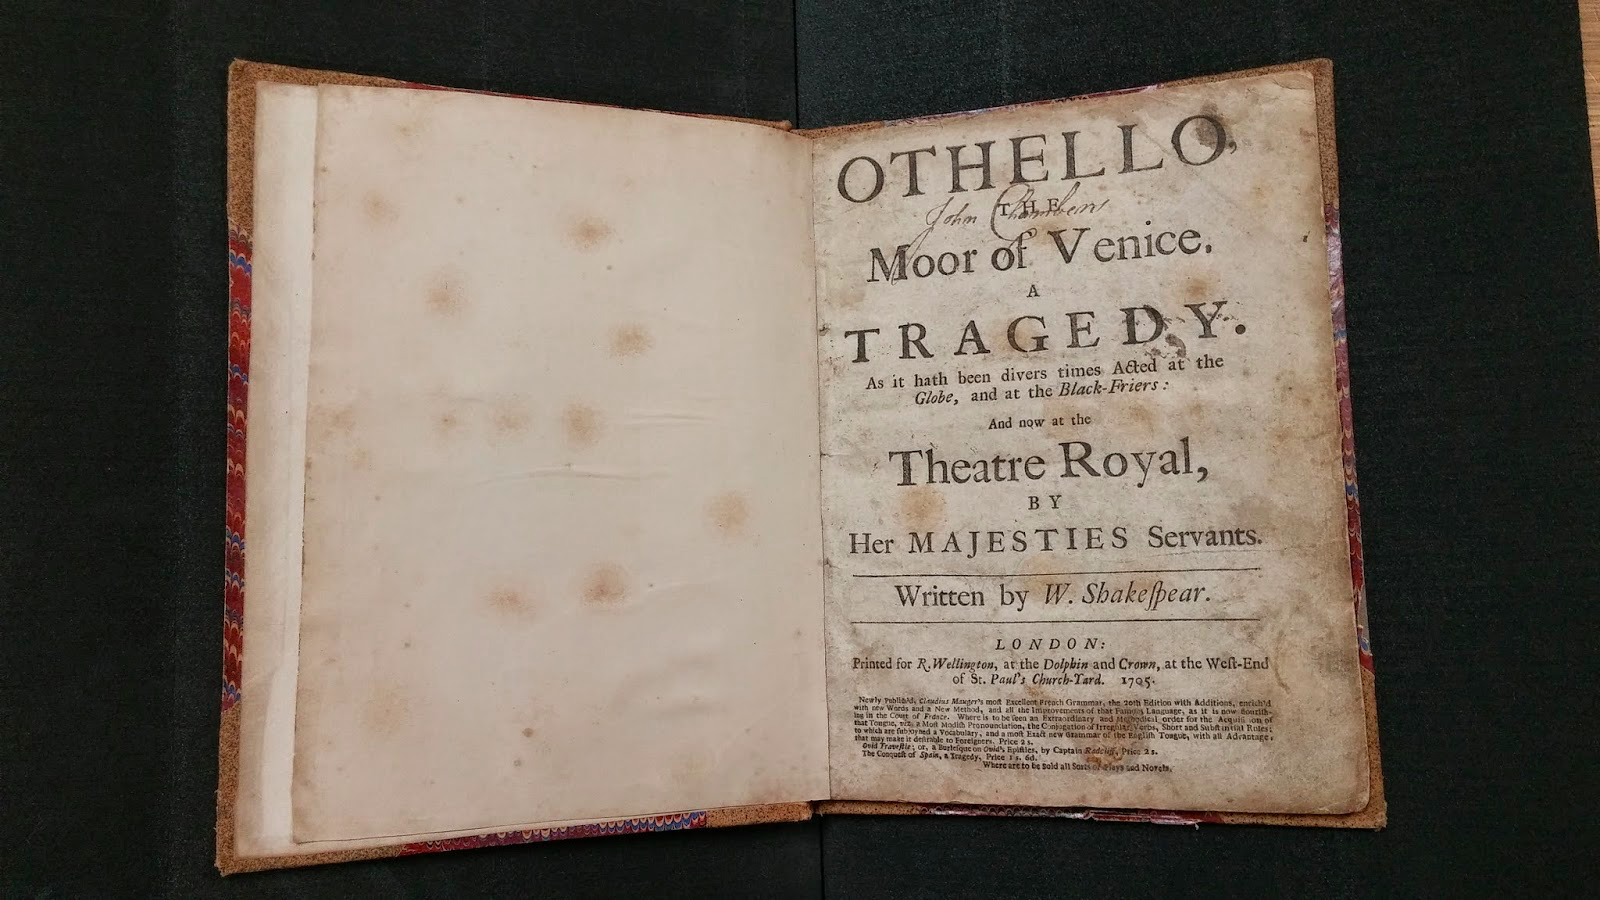 OTHELLO,
THE
John Chambers
Moor of Venice.
A
TRAGEDY.
As it hath been divers times Acted at the
Globe, and at the Black-Friers:
And now at the
Theatre Royal,
BY
Her MAJESTIES Servants.
Written by W. Shakeſpear.
LONDON:
Printed for R. Wellington, at the Dolphin and Crown, at the Weſt-End
of St. Paul's Church-Yard. 1705.
Newly Publiſh'd, Claudius Mauger's moſt Excellent French Grammar, the 20th Edition with Additions, enrich'd
with new Words and a New Method, and all the Improvements of that Famous Language, as it is now flouriſh-
ing in the Court of France. Where is to be ſeen an Extraordinary and Methodical order for the Acquiſition of
that Tongue, viz. a Moſt Modiſh Pronounciation, the Conjugation of Irregular Verbs, Short and Subſtantial Rules;
to which are ſubjoyned a Vocabulary, and a moſt Exact new Grammar of the Engliſh Tongue, with all Advantage,
that may make it deſirable to Foreigners. Price 2 s.
Ovid Traveſtie; or, a Burleſque on Ovid's Epiſtles, by Captain Radcliff, Price 2 s.
The Conqueſt of Spain, a Tragedy, Price 1 s. 6d.
Where are to be Sold all Sorts of Plays and Novels.